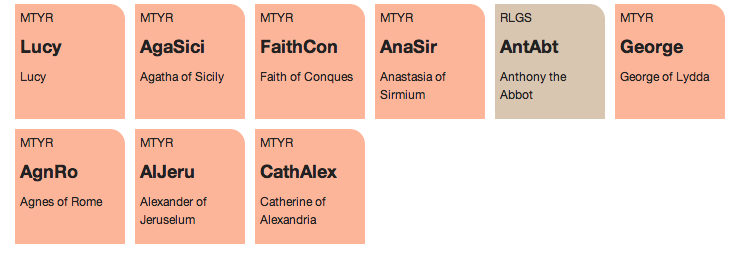 MTYR
Lucy
Lucy
MTYR
AgaSici
Agatha of Sicily
MTYR
FaithCon
Faith of Conques
MTYR
AnaSir
Anastasia of
Sirmium
RLGS
AntAbt
Anthony the
Abbot
MTYR
George
George of Lydda
MTYR
AgnRo
Agnes of Rome
MTYR
AlJeru
Alexander of
Jeruselum
MTYR
CathAlex
Catherine of
Alexandria